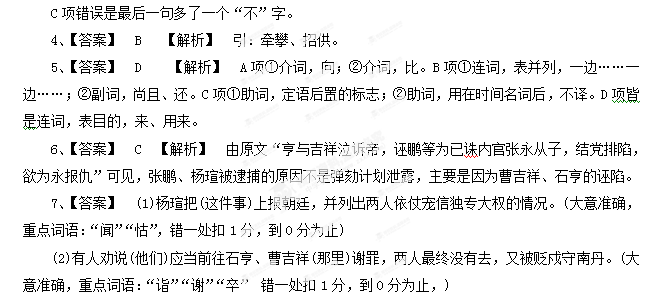 C 项错误是最后一句多了一个“不”字。
4、【答案】 B 【解析】 引：牵攀、招供。
5、【答案】 D 【解析】 A 项①介词，向；②介词，比。B 项①连词，表并列，一边……一
边……；②副词，尚且、还。C 项①助词，定语后置的标志；②助词，用在时间名词后，不译。D 项皆
是连词，表目的，来、用来。
6、【答案】 C 【解析】 由原文“亨与吉祥泣诉帝，诬鹏等为已诛内官张永从子，结党排陷，
欲为永报仇”可见，张鹏、杨瑄被逮捕的原因不是弹刻计划泄露，主要是因为曹吉祥、石亨的诬陷。
7、【答案】 (1)杨瑄把(这件事)上报朝廷，并列出两人依仗宠信独专大权的情况。(大意准确，
重点词语：“闻”“怙”，错一处扣 1 分，到 0 分为止)
(2)有人劝说(他们)应当前往石亨、曹吉祥(那里)谢罪，两人最终没有去，又被贬戍守南丹。(大
意准确，重点词语：“诣”“谢”“卒” 错一处扣 1 分，到 0 分为止，)